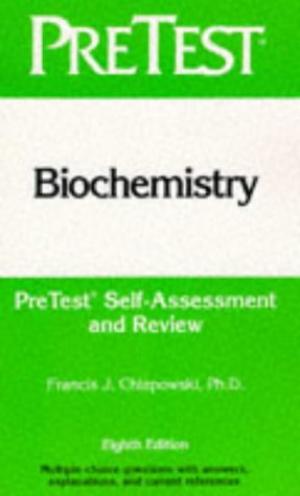 PRETEST®
Biochemistry
PreTest® Self-Assessment
and Review
Francis J. Chlapowski, Ph.D.
Eighth Edition
Multiple-choice questions with answers,
explanations, and current references